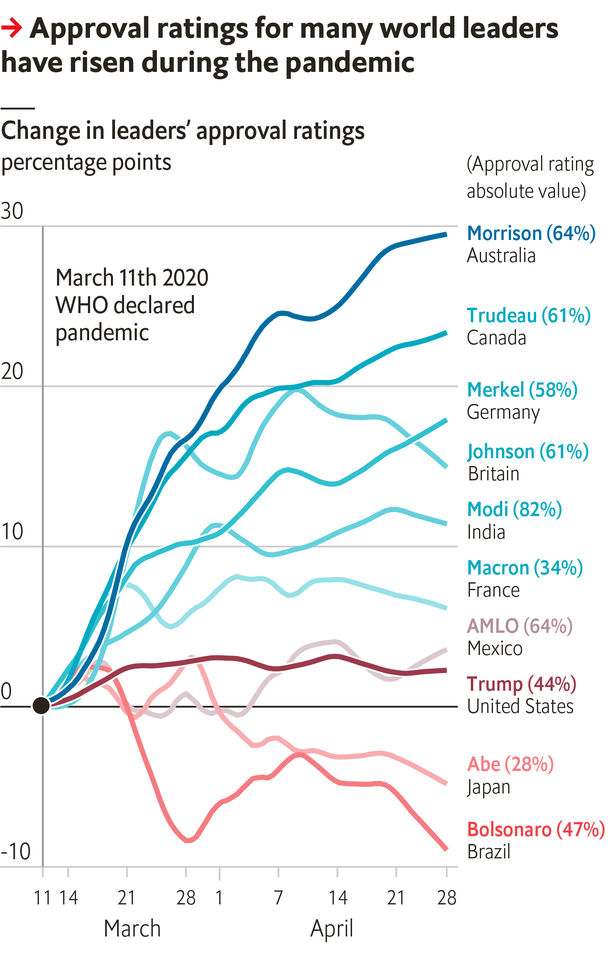 → Approval ratings for many world leaders
have risen during the pandemic
Change in leaders’ approval ratings
percentage points
(Approval rating
absolute value)
30
Morrison (64%)
Australia
March 11th 2020
WHO declared
pandemic
Trudeau (61%)
Canada
20
Merkel (58%)
Germany
Johnson (61%)
Britain
Modi (82%)
India
10
Macron (34%)
France
AMLO (64%)
Mexico
0
Trump (44%)
United States
Abe (28%)
Japan
Bolsonaro (47%)
Brazil
-10
11 14 21 28 1 7 14 21 28
March April